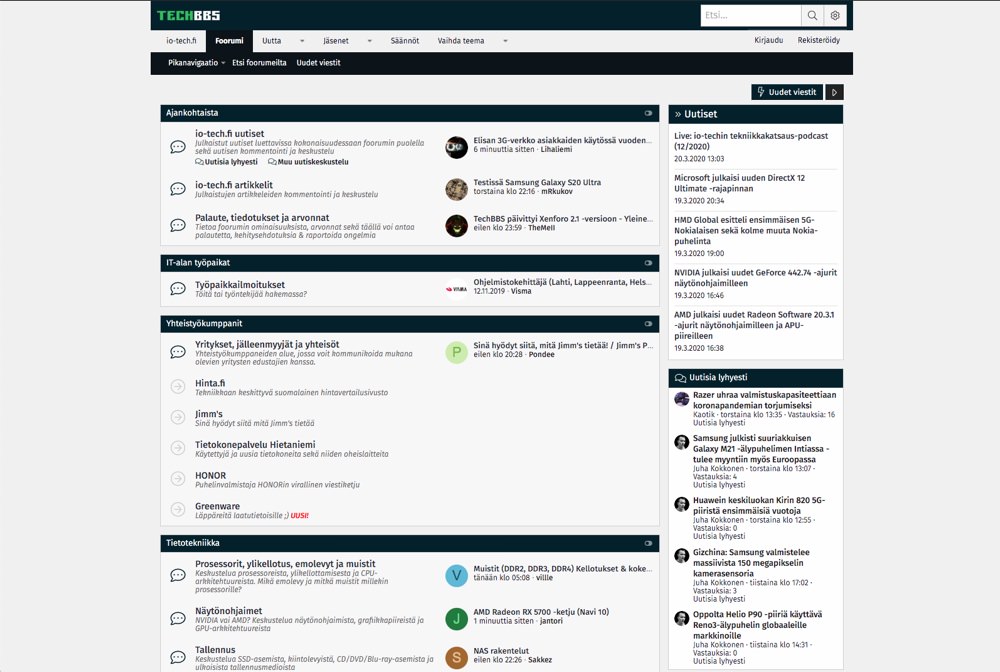 TECHBBS
Etsi...
io-tech.fi Foorumi Uutta Jäsenet Säännöt Vaihda teema Kirjaudu Rekisteröidy
Pikanavigaatio Etsi foorumeilta Uudet viestit
Uudet viestit
Ajankohtaista
io-tech.fi uutiset
Julkaistut uutiset luettavissa kokonaisuudessaan foorumin puolella
sekä uutisen kommentointi ja keskustelu
Uutisia lyhyesti Muu uutiskeskustelu
Elisan 3G-verkko asiakkaiden käytössä vuoden...
6 minuuttia sitten · Lihaliemi
io-tech.fi artikkelit
Julkaistujen artikkeleiden kommentointi ja keskustelu
Testissä Samsung Galaxy S20 Ultra
torstaina klo 22:16 · mRkukov
Palaute, tiedotukset ja arvonnat
Tietoa foorumin ominaisuuksista, arvonnat sekä täällä voi antaa
palautetta, kehitysehdotuksia & raportoida ongelmia
TechBBS päivittyi Xenforo 2.1 -versioon - Yleine...
eilen klo 23:59 · TheMeII
IT-alan työpaikat
Työpaikkailmoitukset
Töitä tai työntekijää hakemassa?
VISMA
Ohjelmistokehittäjä (Lahti, Lappeenranta, Hels...
12.11.2019 · Visma
Yhteistyökumppanit
Yritykset, jälleenmyyjät ja yhteisöt
Yhteistyökumppaneiden alue, jossa voit kommunikoida mukana
olevien yritysten edustajien kanssa.
P
Sinä hyödyt siitä, mitä Jimm's tietää! / Jimm's P...
eilen klo 20:28 · Pondee
Hinta.fi
Tekniikkaan keskittyvä suomalainen hintavertailusivusto
Jimm's
Sinä hyödyt siitä mitä Jimm's tietää
Tietokonepalvelu Hietaniemi
Käytettyjä ja uusia tietokoneita sekä niiden oheislaitteita
HONOR
Puhelinvalmistaja HONORin virallinen viestiketju
Greenware
Läppäreitä laatutietoisille ;) UUSI!
Tietotekniikka
Prosessorit, ylikellotus, emolevyt ja muistit
Keskustelua prosessoreista, ylikellottamisesta ja CPU-
arkkitehtuureista. Mikä emolevy ja mitkä muistit millekin
prosessorille?
V
Muistit (DDR2, DDR3, DDR4) Kellotukset & koke...
tänään klo 05:08 · villle
Näytönohjaimet
NVIDIA vai AMD? Keskustelua näytönohjaimista, grafiikkapiireistä ja
GPU-arkkitehtuureista
J
AMD Radeon RX 5700 -ketju (Navi 10)
1 minuuttia sitten · jantori
Tallennus
Keskustelua SSD-asemista, kiintolevyistä, CD/DVD/Blu-ray-asemista ja
ulkoisista tallennusmedioista
S
NAS rakentelut
eilen klo 22:26 · Sakkez
» Uutiset
Live: io-techin tekniikkakatsaus-podcast
(12/2020)
20.3.2020 13:03
Microsoft julkaisi uuden DirectX 12
Ultimate -rajapinnan
19.3.2020 20:34
HMD Global esitteli ensimmäisen 5G-
Nokialaisen sekä kolme muuta Nokia-
puhelinta
19.3.2020 19:00
NVIDIA julkaisi uudet GeForce 442.74 -ajurit
näytönohjaimilleen
19.3.2020 16:46
AMD julkaisi uudet Radeon Software 20.3.1
-ajurit näytönohjaimilleen ja APU-
piireilleen
19.3.2020 16:38
Uutisia lyhyesti
Razer uhraa valmistuskapasiteettiaan
koronapandemian torjumiseksi
Kaotik · torstaina klo 13:35 · Vastauksia: 16
Uutisia lyhyesti
Samsung julkisti suuriakkuisen
Galaxy M21 -älypuhelimen Intiassa -
tulee myyntiin myös Euroopassa
Juha Kokkonen · torstaina klo 13:07 ·
Vastauksia: 4
Uutisia lyhyesti
Huawein keskiluokan Kirin 820 5G-
piiristä ensimmäisiä vuotoja
Juha Kokkonen · torstaina klo 12:55 ·
Vastauksia: 0
Uutisia lyhyesti
Gizchina: Samsung valmistelee
massiivista 150 megapikselin
kamerasensoria
Juha Kokkonen · tiistaina klo 17:02 ·
Vastauksia: 3
Uutisia lyhyesti
Oppolta Helio P90 -piiriä käyttävä
Reno3-älypuhelin globaaleille
markkinoille
Juha Kokkonen · tiistaina klo 14:31 ·
Vastauksia: 0
Uutisia lyhyesti